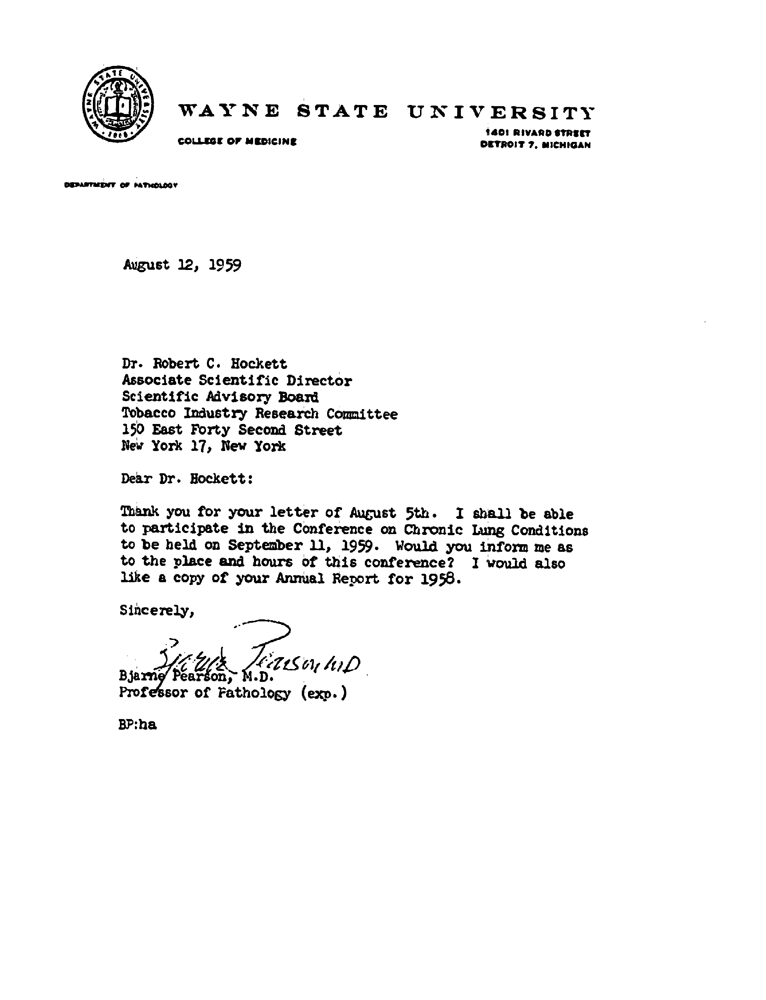 WAYNE STATE UNIVERSITY
WAYNE STATE UNIVERSITY
1401 RIVARD STREET
COLLEGE OF MEDICINE
DETROIT 7, MICHIGAN
DEPARTMENT OF PATHOLOGY
August 12, 1959
Dr. Robert C. Hockett
Associate Scientific Director
Scientific Advisory Board
Tobacco Industry Research Committee
150 East Forty Second Street
New York 17, New York
Dear Dr. Hockett:
Thank you for your letter of August 5th. I shall be able
to participate in the Conference on Chronic Lung Conditions
to be held on September 11, 1959. Would you inform me as
to the place and hours of this conference? I would also
like a copy of your Annual Report for 1958.
Sincerely,
Bjarne Pearson MD
Bjarne Pearson, M.D.
Professor of Pathology (exp.)
BP:ha